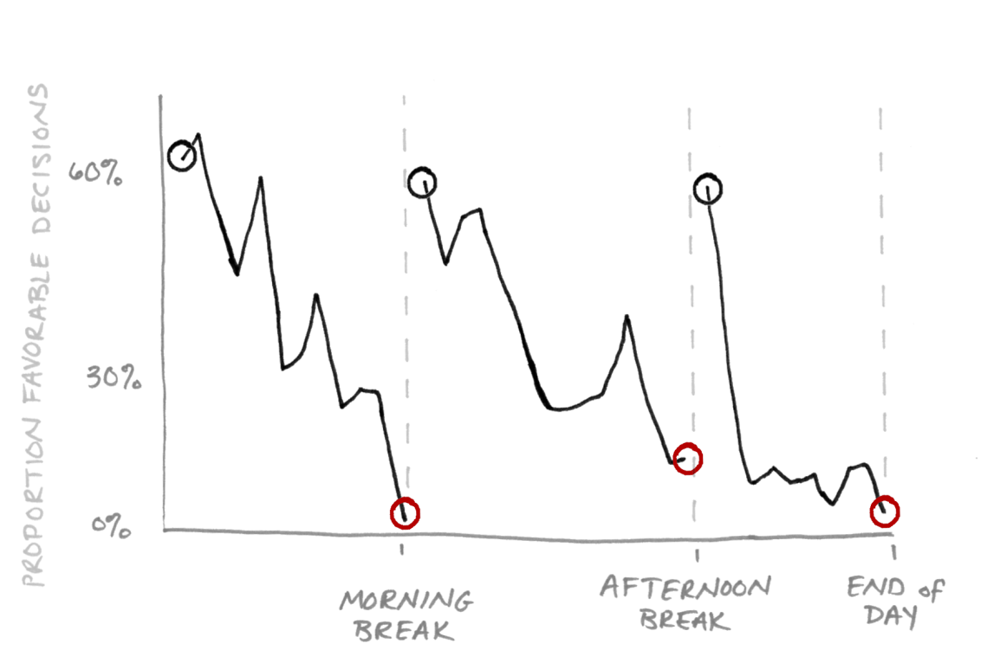 PROPORTION FAVORABLE DECISIONS
60%
30%
0%
MORNING
BREAK
AFTERNOON
BREAK
END of
DAY